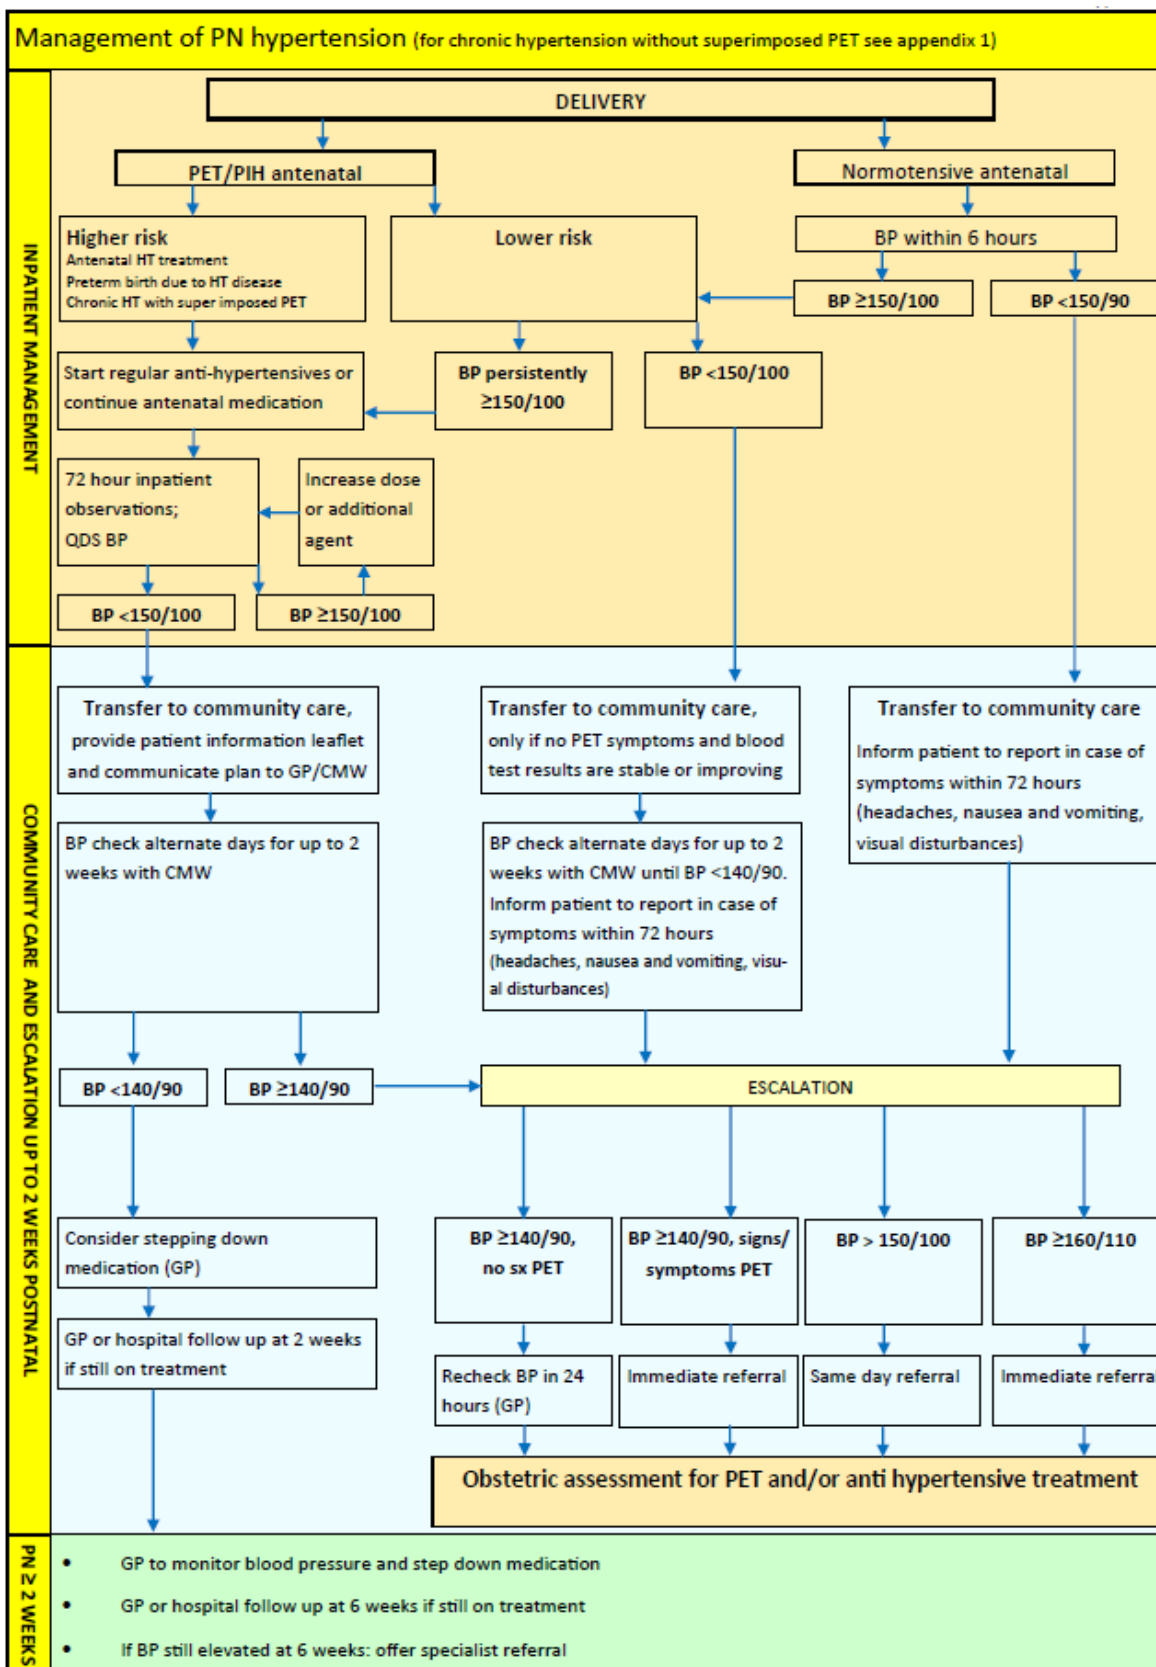 Management of PN hypertension (for chronic hypertension without superimposed PET see appendix 1)
INPATIENT MANAGEMENT
DELIVERY
PET/PIH antenatal
Normotensive antenatal
Higher risk
Antenatal HT treatment
Preterm birth due to HT disease
Chronic HT with super imposed PET
Lower risk
BP within 6 hours
BP ≥150/100
BP <150/90
Start regular anti-hypertensives or
continue antenatal medication
BP persistently
≥150/100
BP <150/100
72 hour inpatient
observations;
QDS BP
Increase dose
or additional
agent
BP <150/100
BP ≥150/100
COMMUNITY CARE AND ESCALATION UP TO 2 WEEKS POSTNATAL
Transfer to community care,
provide patient information leaflet
and communicate plan to GP/CMW
Transfer to community care,
only if no PET symptoms and blood
test results are stable or improving
Transfer to community care
Inform patient to report in case of
symptoms within 72 hours
(headaches, nausea and vomiting,
visual disturbances)
BP check alternate days for up to 2
weeks with CMW
BP check alternate days for up to 2
weeks with CMW until BP <140/90.
Inform patient to report in case of
symptoms within 72 hours
(headaches, nausea and vomiting, visu-
al disturbances)
BP <140/90
BP ≥140/90
ESCALATION
Consider stepping down
medication (GP)
BP ≥140/90,
no sx PET
BP ≥140/90, signs/
symptoms PET
BP > 150/100
BP ≥160/110
GP or hospital follow up at 2 weeks
if still on treatment
Recheck BP in 24
hours (GP)
Immediate referral
Same day referral
Immediate referral
Obstetric assessment for PET and/or anti hypertensive treatment
PN ≥ 2 WEEKS
• GP to monitor blood pressure and step down medication
• GP or hospital follow up at 6 weeks if still on treatment
• If BP still elevated at 6 weeks: offer specialist referral